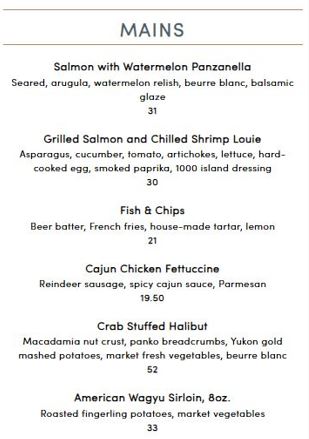 MAINS
Salmon with Watermelon Panzanella
Seared, arugula, watermelon relish, beurre blanc, balsamic
glaze
31
Grilled Salmon and Chilled Shrimp Louie
Asparagus, cucumber, tomato, artichokes, lettuce, hard-
cooked egg, smoked paprika, 1000 island dressing
30
Fish & Chips
Beer batter, French fries, house-made tartar, lemon
21
Cajun Chicken Fettuccine
Reindeer sausage, spicy cajun sauce, Parmesan
19.50
Crab Stuffed Halibut
Macadamia nut crust, panko breadcrumbs, Yukon gold
mashed potatoes, market fresh vegetables, beurre blanc
52
American Wagyu Sirloin, 8oz.
Roasted fingerling potatoes, market vegetables
33